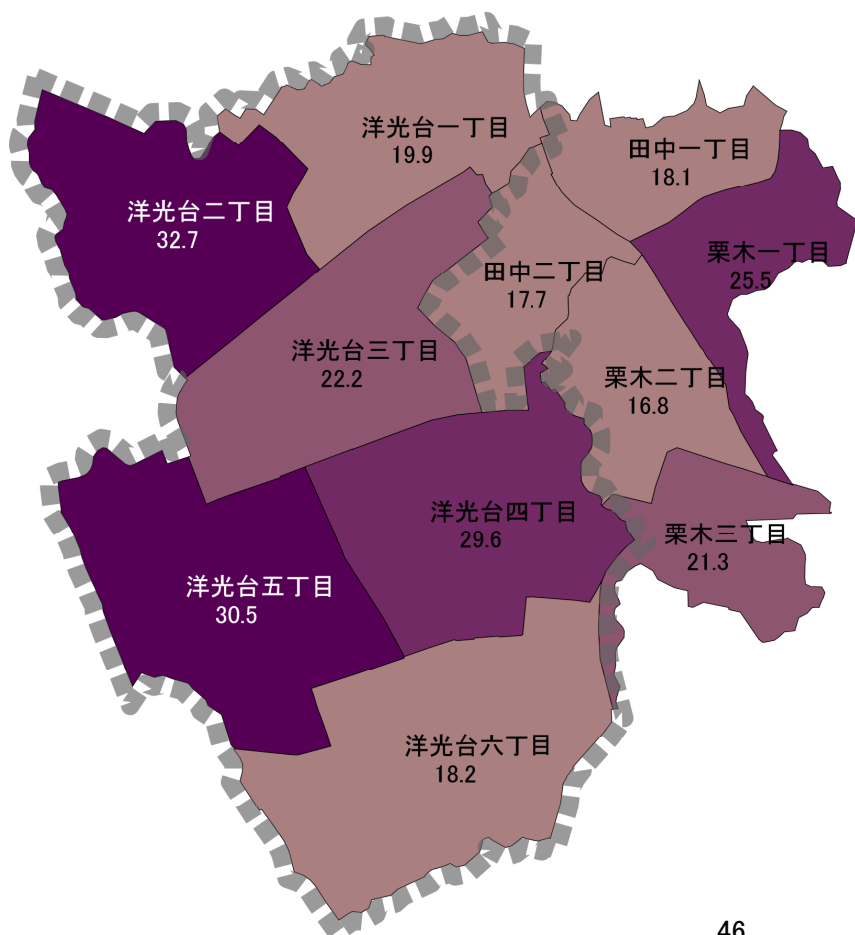 洋光台一丁目
19.9
田中一丁目
18.1
洋光台二丁目
32.7
栗木一丁目
25.5
田中二丁目
17.7
洋光台三丁目
22.2
栗木二丁目
16.8
洋光台四丁目
29.6
栗木三丁目
21.3
洋光台五丁目
30.5
洋光台六丁目
18.2
46